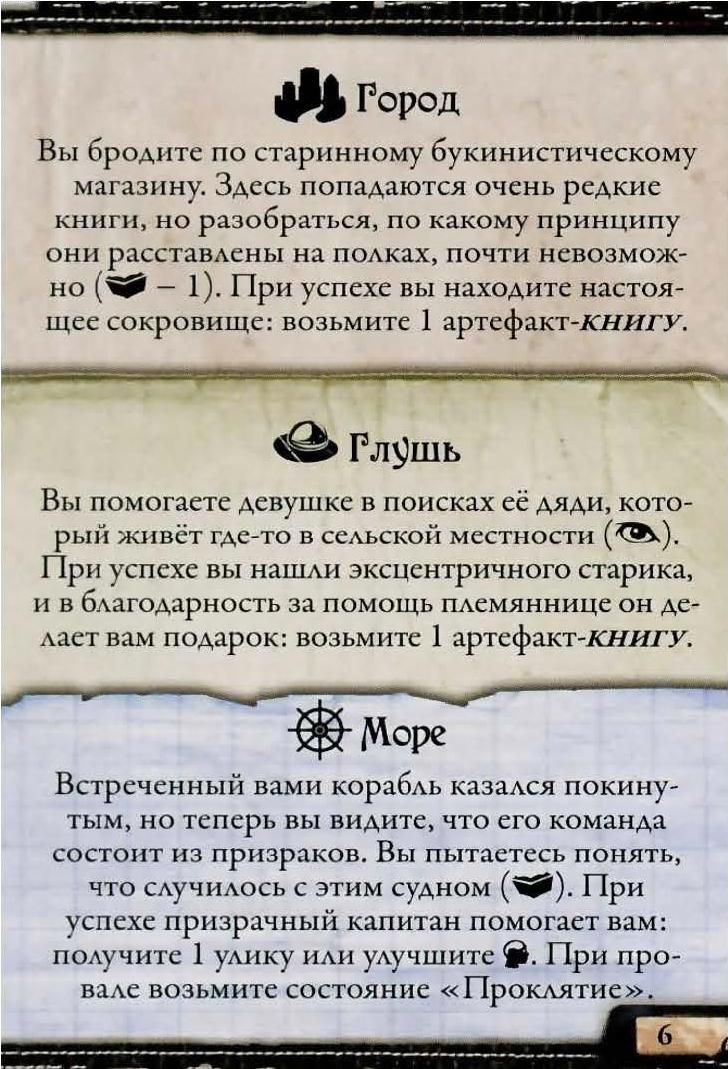 Город
Вы бродите по старинному букинистическому
магазину. Здесь попадаются очень редкие
книги, но разобраться, по какому принципу
они расставлены на полках, почти невозмож-
но ( – 1). При успехе вы находите настоя-
щее сокровище: возьмите 1 артефакт-КНИГУ.
Глушь
Вы помогаете девушке в поисках её дяди, кото-
рый живёт где-то в сельской местности ( ).
При успехе вы нашли эксцентричного старика,
и в благодарность за помощь племяннице он де-
лает вам подарок: возьмите 1 артефакт-КНИГУ.
Море
Встреченный вами корабль казался покину-
тым, но теперь вы видите, что его команда
состоит из призраков. Вы пытаетесь понять,
что случилось с этим судном ( ). При
успехе призрачный капитан помогает вам:
получите 1 улику или улучшите . При про-
вале возьмите состояние «Проклятие».
6